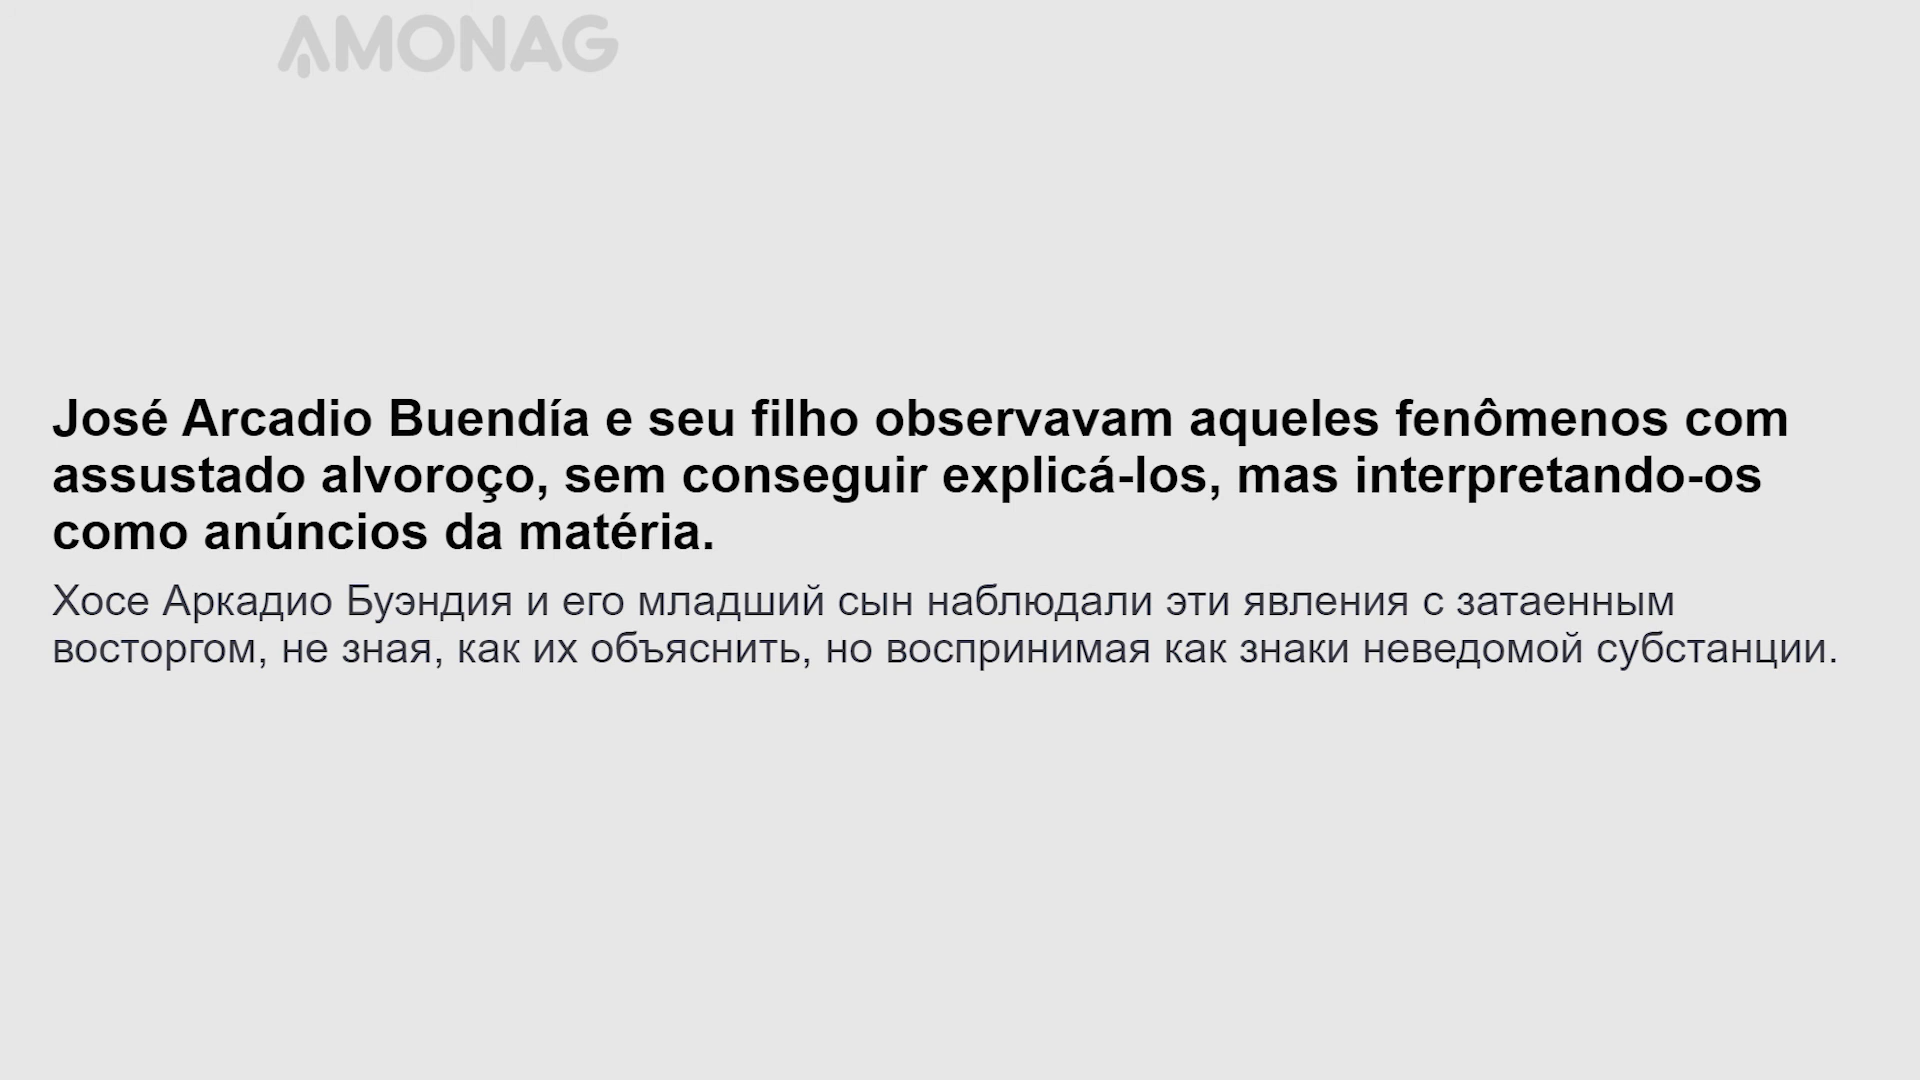 AMONAG
José Arcadio Buendía e seu filho observavam aqueles fenômenos com
assustado alvoroço, sem conseguir explicá-los, mas interpretando-os
como anúncios da matéria.
Хосе Аркадио Буэндия и его младший сын наблюдали эти явления с затаенным
восторгом, не зная, как их объяснить, но воспринимая как знаки неведомой субстанции.